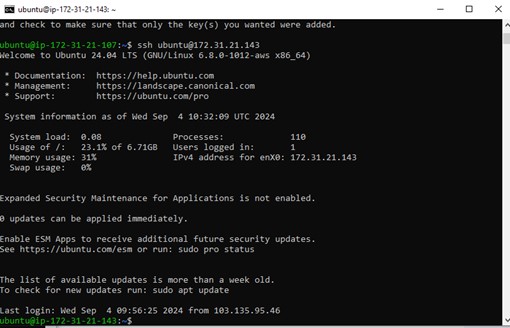 ubuntu@ip-172-31-21-143: ~
and check to make sure that only the key(s) you wanted were added.
ubuntu@ip-172-31-21-107:~$ ssh ubuntu@172.31.21.143
Welcome to Ubuntu 24.04 LTS (GNU/Linux 6.8.0-1012-aws x86_64)
* Documentation:  https://help.ubuntu.com
* Management:     https://landscape.canonical.com
* Support:        https://ubuntu.com/pro
System information as of Wed Sep  4 10:32:09 UTC 2024
System load:  0.08               Processes:             110
Usage of /:   23.1% of 6.71GB   Users logged in:       1
Memory usage: 31%                IPv4 address for enX0: 172.31.21.143
Swap usage:   0%
Expanded Security Maintenance for Applications is not enabled.
0 updates can be applied immediately.
Enable ESM Apps to receive additional future security updates.
See https://ubuntu.com/esm or run: sudo pro status
The list of available updates is more than a week old.
To check for new updates run: sudo apt update
Last login: Wed Sep  4 09:56:25 2024 from 103.135.95.46
ubuntu@ip-172-31-21-143:~$